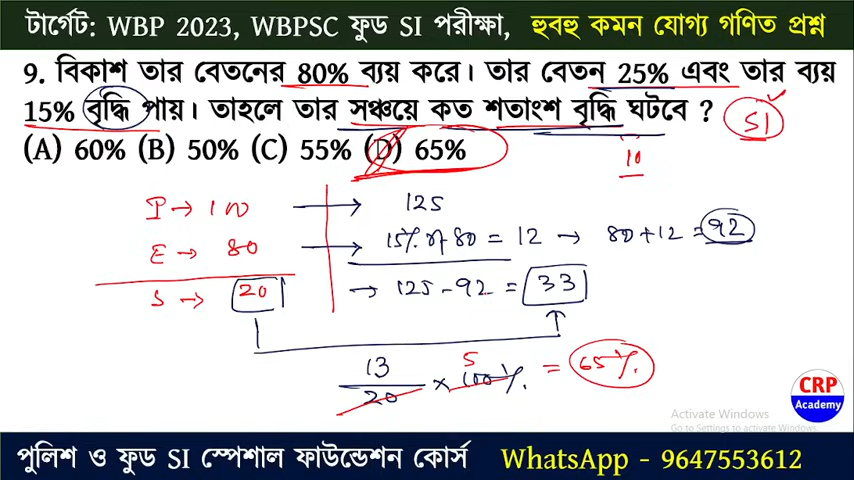 টার্গেট: WBP 2023, WBPSC ফুড SI পরীক্ষা, হুবহু কমন যোগ্য গণিত প্রশ্ন
9. বিকাশ তার বেতনের 80% ব্যয় করে। তার বেতন 25% এবং তার ব্যয়
15% বৃদ্ধি পায়। তাহলে তার সঞ্চয়ে কত শতাংশ বৃদ্ধি ঘটবে ? SI
(A) 60% (B) 50% (C) 55% (D) 65%
10
I → 100 → 125
E → 80 → 15% of 80 = 12 → 80+12 = 92
S → 20 → 125 - 92 = 33
13/20 × 100% = 65%
5
CRP
Academy
Activate Windows
Go to Settings to activate Windows.
পুলিশ ও ফুড SI স্পেশাল ফাউন্ডেশন কোর্স WhatsApp - 9647553612